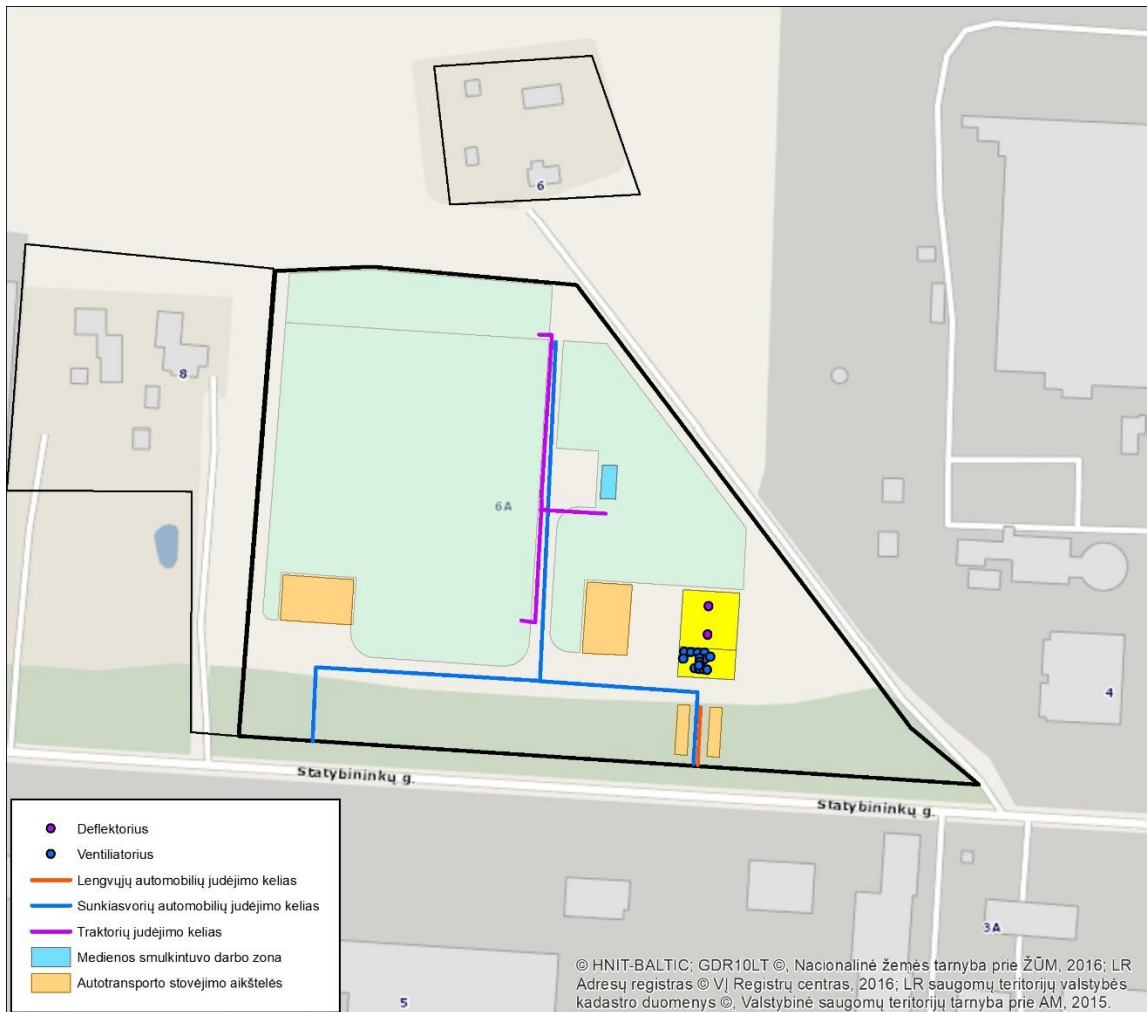 6
8
6A
4
Statybininkų g.
Statybininkų g.
3A
5
Deflektorius
Ventiliatorius
Lengvųjų automobilių judėjimo kelias
Sunkiasvorių automobilių judėjimo kelias
Traktorių judėjimo kelias
Medienos smulkintuvo darbo zona
Autotransporto stovėjimo aikštelės
© HNIT-BALTIC; GDR10LT ©, Nacionalinė žemės tarnyba prie ŽŪM, 2016; LR
Adresų registras © VĮ Registrų centras, 2016; LR saugomų teritorijų valstybės
kadastro duomenys ©, Valstybinė saugomų teritorijų tarnyba prie AM, 2015.